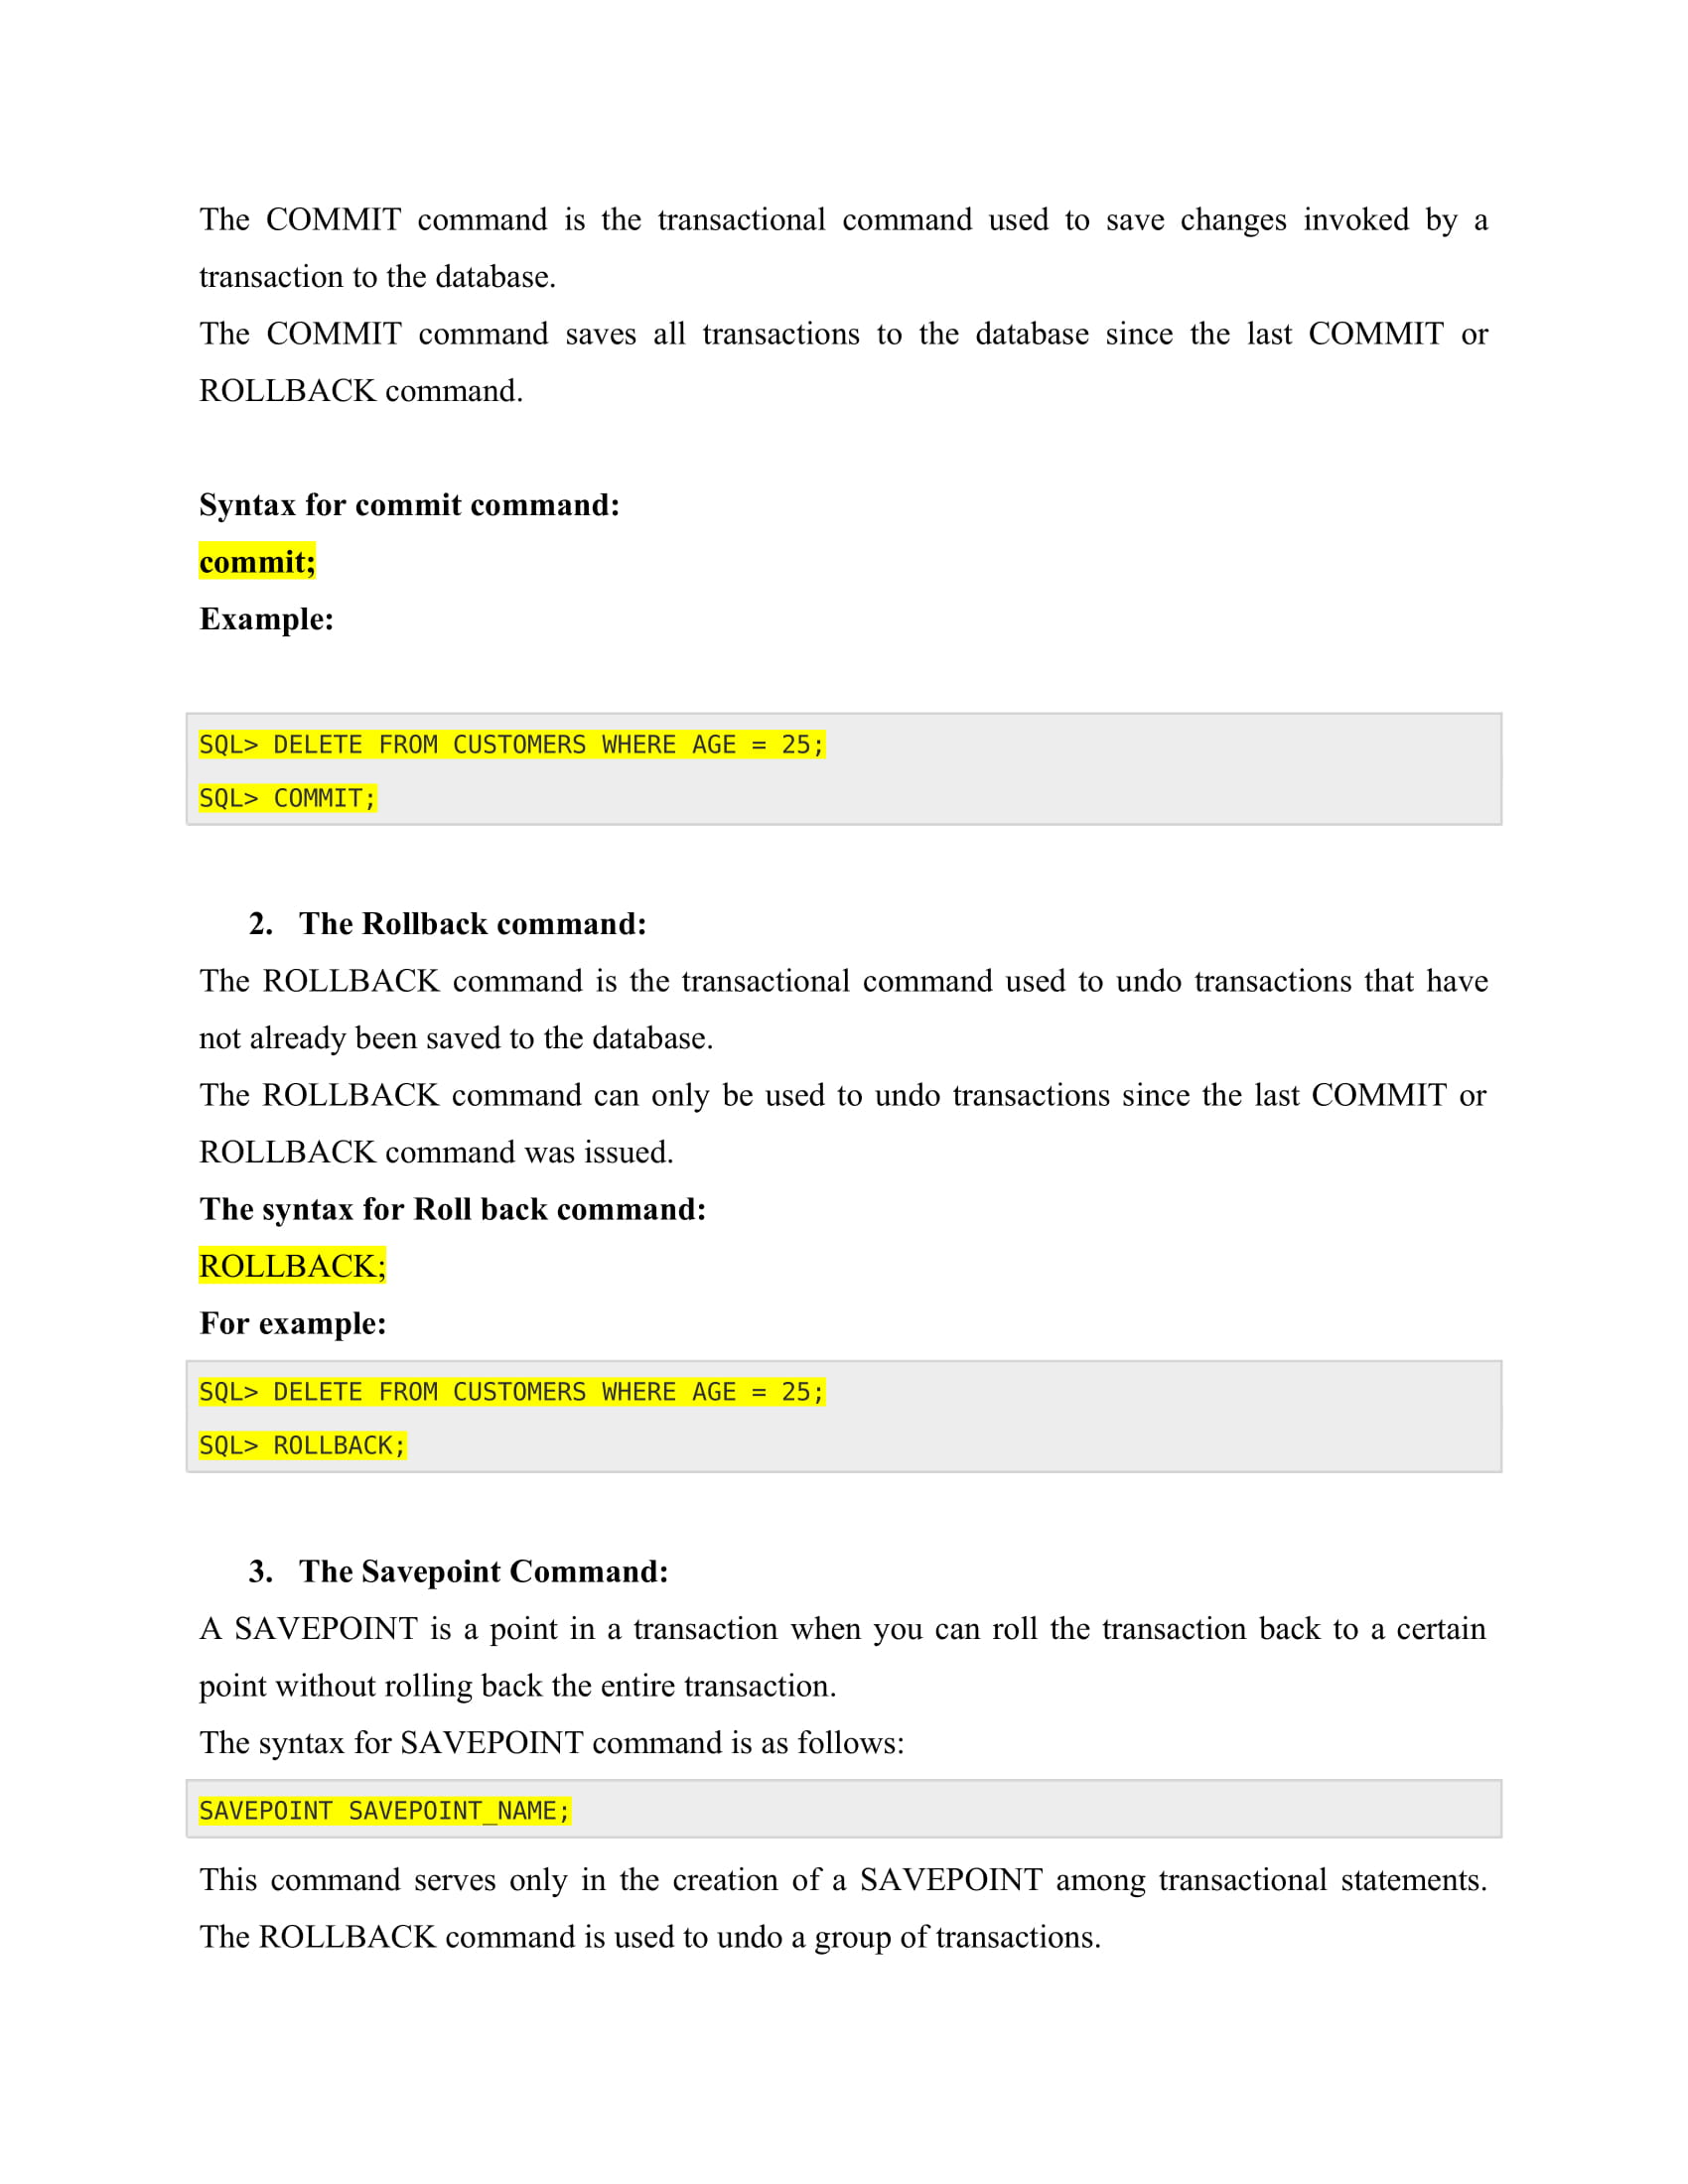 The COMMIT command is the transactional command used to save changes invoked by a
transaction to the database.
The COMMIT command saves all transactions to the database since the last COMMIT or
ROLLBACK command.
Syntax for commit command:
commit;
Example:
SQL> DELETE FROM CUSTOMERS WHERE AGE = 25;
SQL> COMMIT;
2. The Rollback command:
The ROLLBACK command is the transactional command used to undo transactions that have
not already been saved to the database.
The ROLLBACK command can only be used to undo transactions since the last COMMIT or
ROLLBACK command was issued.
The syntax for Roll back command:
ROLLBACK;
For example:
SQL> DELETE FROM CUSTOMERS WHERE AGE = 25;
SQL> ROLLBACK;
3. The Savepoint Command:
A SAVEPOINT is a point in a transaction when you can roll the transaction back to a certain
point without rolling back the entire transaction.
The syntax for SAVEPOINT command is as follows:
SAVEPOINT SAVEPOINT_NAME;
This command serves only in the creation of a SAVEPOINT among transactional statements.
The ROLLBACK command is used to undo a group of transactions.